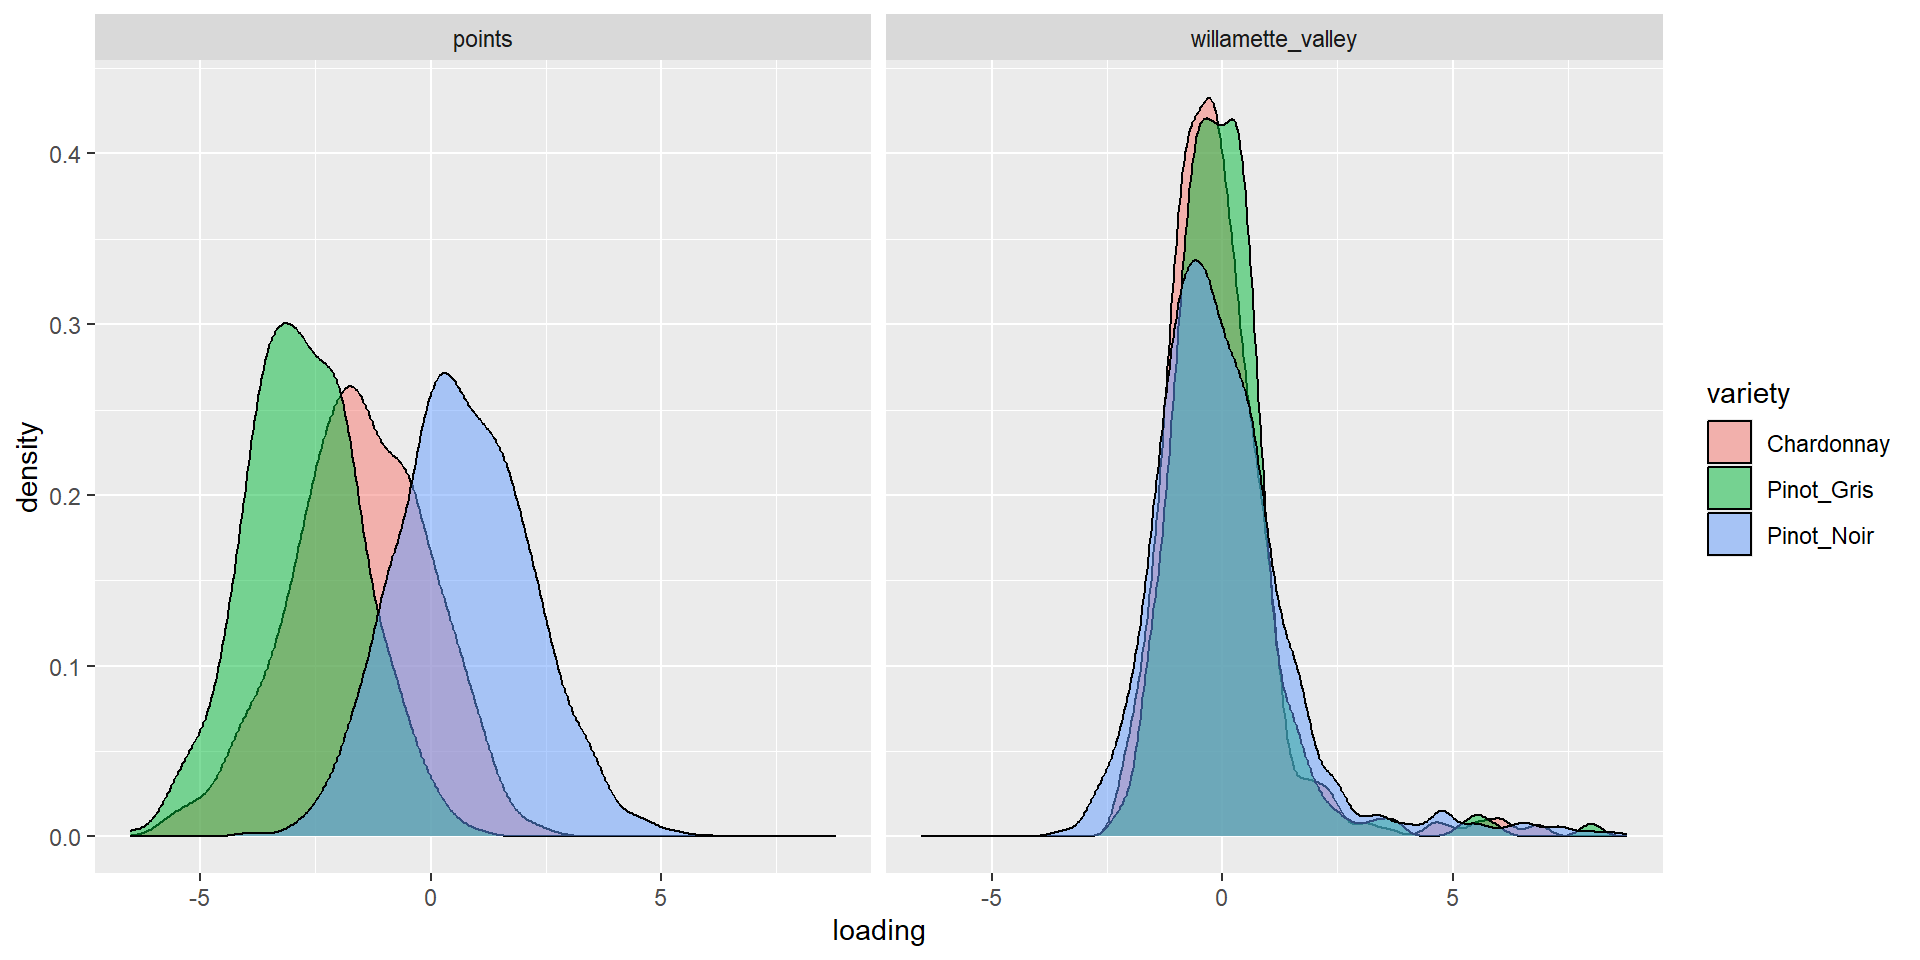 points
willamette_valley
density
0.4
0.3
0.2
0.1
0.0
-5
0
5
-5
0
5
loading
variety
Chardonnay
Pinot_Gris
Pinot_Noir